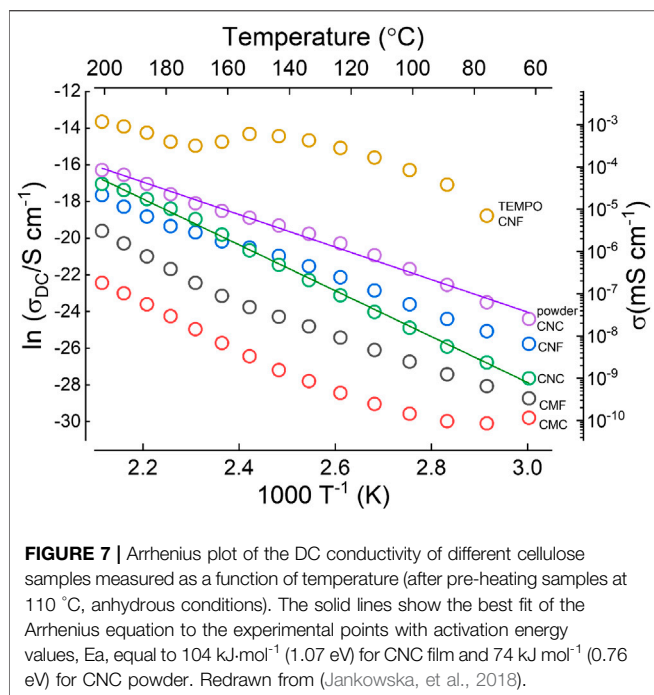 Temperature (°C)
200 180 160 140 120 100 80 60
-12
-14
-16
-18
-20
-22
-24
-26
-28
-30
ln (σDC/S cm⁻¹)
10⁻³
10⁻⁴
10⁻⁵
10⁻⁶
10⁻⁷
10⁻⁸
10⁻⁹
10⁻¹⁰
σ(mS cm⁻¹)
TEMPO
CNF
powder
CNC
CNF
CNC
CMF
CMC
2.2 2.4 2.6 2.8 3.0
1000 T⁻¹ (K)
FIGURE 7 | Arrhenius plot of the DC conductivity of different cellulose
samples measured as a function of temperature (after pre-heating samples at
110 °C, anhydrous conditions). The solid lines show the best fit of the
Arrhenius equation to the experimental points with activation energy
values, Ea, equal to 104 kJ·mol⁻¹ (1.07 eV) for CNC film and 74 kJ mol⁻¹ (0.76
eV) for CNC powder. Redrawn from (Jankowska, et al., 2018).